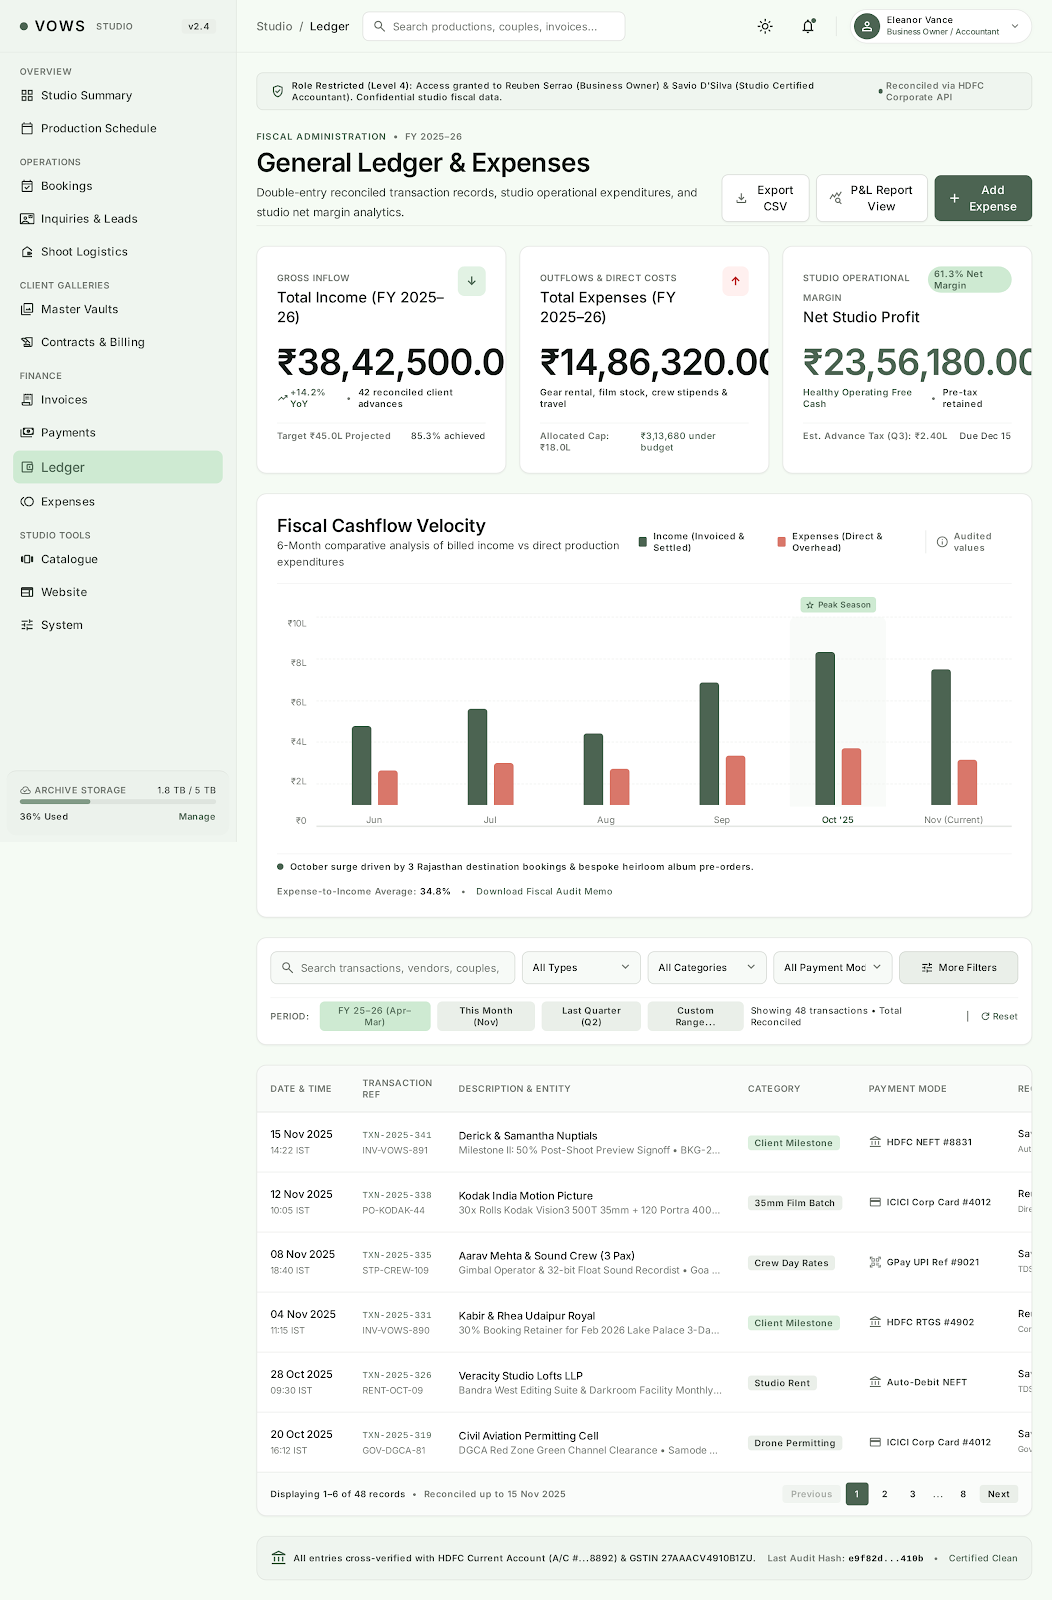 VOWS STUDIO v2.4
Studio / Ledger
Search productions, couples, invoices...
Eleanor Vance
Business Owner / Accountant
OVERVIEW
Studio Summary
Production Schedule
OPERATIONS
Bookings
Inquiries & Leads
Shoot Logistics
CLIENT GALLERIES
Master Vaults
Contracts & Billing
FINANCE
Invoices
Payments
Ledger
Expenses
STUDIO TOOLS
Catalogue
Website
System
ARCHIVE STORAGE 1.8 TB / 5 TB
36% Used Manage
Role Restricted (Level 4): Access granted to Reuben Serrao (Business Owner) & Savio D'Silva (Studio Certified
Accountant). Confidential studio fiscal data.
Reconciled via HDFC
Corporate API
FISCAL ADMINISTRATION • FY 2025–26
General Ledger & Expenses
Double-entry reconciled transaction records, studio operational expenditures, and
studio net margin analytics.
Export
CSV
P&L Report
View
Add
Expense
GROSS INFLOW
Total Income (FY 2025–
26)
₹38,42,500.0
+14.2%
YoY
•
42 reconciled client
advances
Target ₹45.0L Projected 85.3% achieved
OUTFLOWS & DIRECT COSTS
Total Expenses (FY
2025–26)
₹14,86,320.00
Gear rental, film stock, crew stipends &
travel
Allocated Cap:
₹18.0L
₹3,13,680 under
budget
STUDIO OPERATIONAL
MARGIN
61.3% Net
Margin
Net Studio Profit
₹23,56,180.00
Healthy Operating Free
Cash
•
Pre-tax
retained
Est. Advance Tax (Q3): ₹2.40L Due Dec 15
Fiscal Cashflow Velocity
6-Month comparative analysis of billed income vs direct production
expenditures
Income (Invoiced &
Settled)
Expenses (Direct &
Overhead)
Audited
values
Peak Season
₹10L
₹8L
₹6L
₹4L
₹2L
₹0
Jun Jul Aug Sep Oct '25 Nov (Current)
October surge driven by 3 Rajasthan destination bookings & bespoke heirloom album pre-orders.
Expense-to-Income Average: 34.8% • Download Fiscal Audit Memo
Search transactions, vendors, couples,
All Types
All Categories
All Payment Moc
More Filters
PERIOD:
FY 25–26 (Apr–
Mar)
This Month
(Nov)
Last Quarter
(Q2)
Custom
Range...
Showing 48 transactions • Total
Reconciled
| Reset
DATE & TIME
TRANSACTION
REF
DESCRIPTION & ENTITY
CATEGORY
PAYMENT MODE
RE
15 Nov 2025
14:22 IST
TXN-2025-341
INV-VOWS-891
Derick & Samantha Nuptials
Milestone II: 50% Post-Shoot Preview Signoff • BKG-2...
Client Milestone
HDFC NEFT #8831
Sa
Aut
12 Nov 2025
10:05 IST
TXN-2025-338
PO-KODAK-44
Kodak India Motion Picture
30x Rolls Kodak Vision3 500T 35mm + 120 Portra 400...
35mm Film Batch
ICICI Corp Card #4012
Re
Dire
08 Nov 2025
18:40 IST
TXN-2025-335
STP-CREW-109
Aarav Mehta & Sound Crew (3 Pax)
Gimbal Operator & 32-bit Float Sound Recordist • Goa ...
Crew Day Rates
GPay UPI Ref #9021
Sa
TDS
04 Nov 2025
11:15 IST
TXN-2025-331
INV-VOWS-890
Kabir & Rhea Udaipur Royal
30% Booking Retainer for Feb 2026 Lake Palace 3-Da...
Client Milestone
HDFC RTGS #4902
Re
Cor
28 Oct 2025
09:30 IST
TXN-2025-326
RENT-OCT-09
Veracity Studio Lofts LLP
Bandra West Editing Suite & Darkroom Facility Monthly...
Studio Rent
Auto-Debit NEFT
Sa
TDS
20 Oct 2025
16:12 IST
TXN-2025-319
GOV-DGCA-81
Civil Aviation Permitting Cell
DGCA Red Zone Green Channel Clearance • Samode ...
Drone Permitting
ICICI Corp Card #4012
Sa
Gov
Displaying 1–6 of 48 records • Reconciled up to 15 Nov 2025
Previous 1 2 3 ... 8 Next
All entries cross-verified with HDFC Current Account (A/C #...8892) & GSTIN 27AAACV4910B1ZU.
Last Audit Hash: e9f82d...410b • Certified Clean